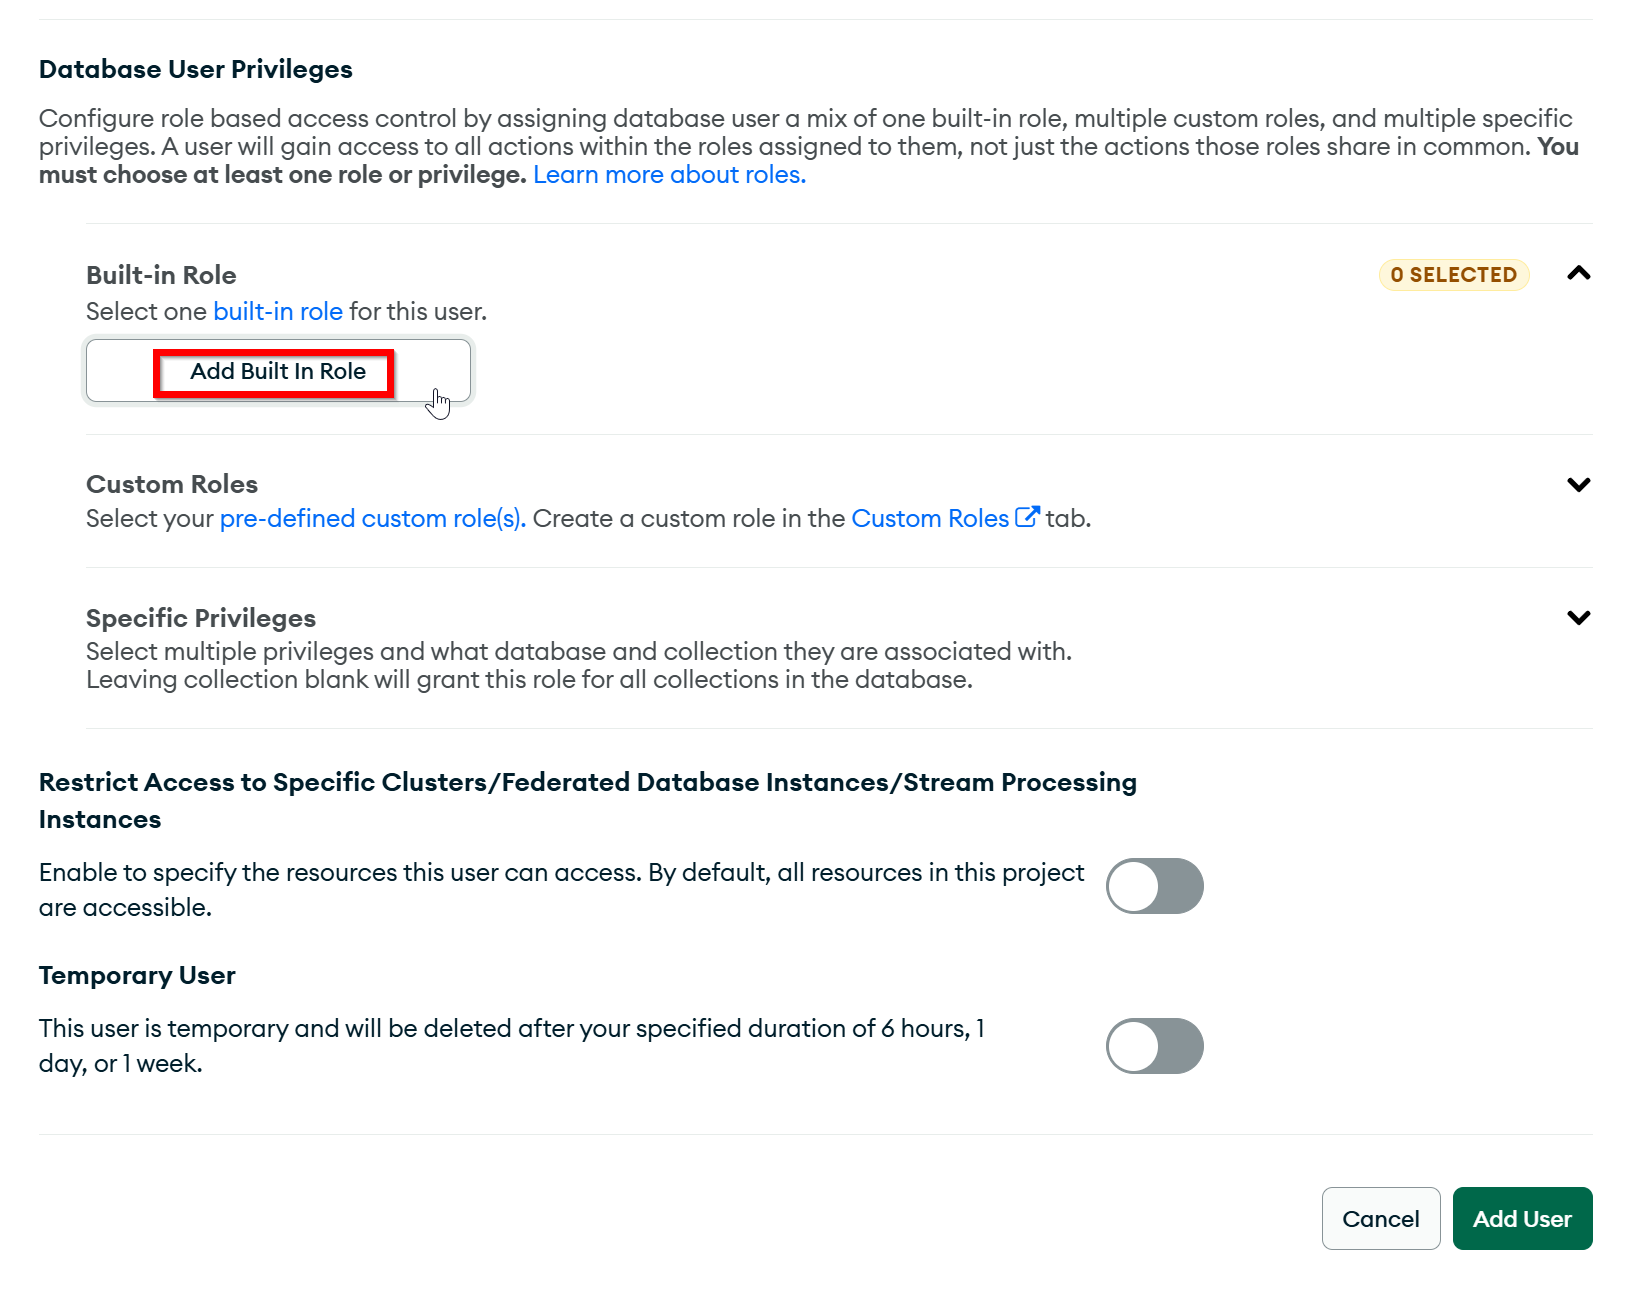 Database User Privileges
Configure role based access control by assigning database user a mix of one built-in role, multiple custom roles, and multiple specific
privileges. A user will gain access to all actions within the roles assigned to them, not just the actions those roles share in common. You
must choose at least one role or privilege. Learn more about roles.
Built-in Role
0 SELECTED
Select one built-in role for this user.
Add Built In Role
Custom Roles
Select your pre-defined custom role(s). Create a custom role in the Custom Roles tab.
Specific Privileges
Select multiple privileges and what database and collection they are associated with.
Leaving collection blank will grant this role for all collections in the database.
Restrict Access to Specific Clusters/Federated Database Instances/Stream Processing
Instances
Enable to specify the resources this user can access. By default, all resources in this project
are accessible.
Temporary User
This user is temporary and will be deleted after your specified duration of 6 hours, 1
day, or 1 week.
Cancel
Add User